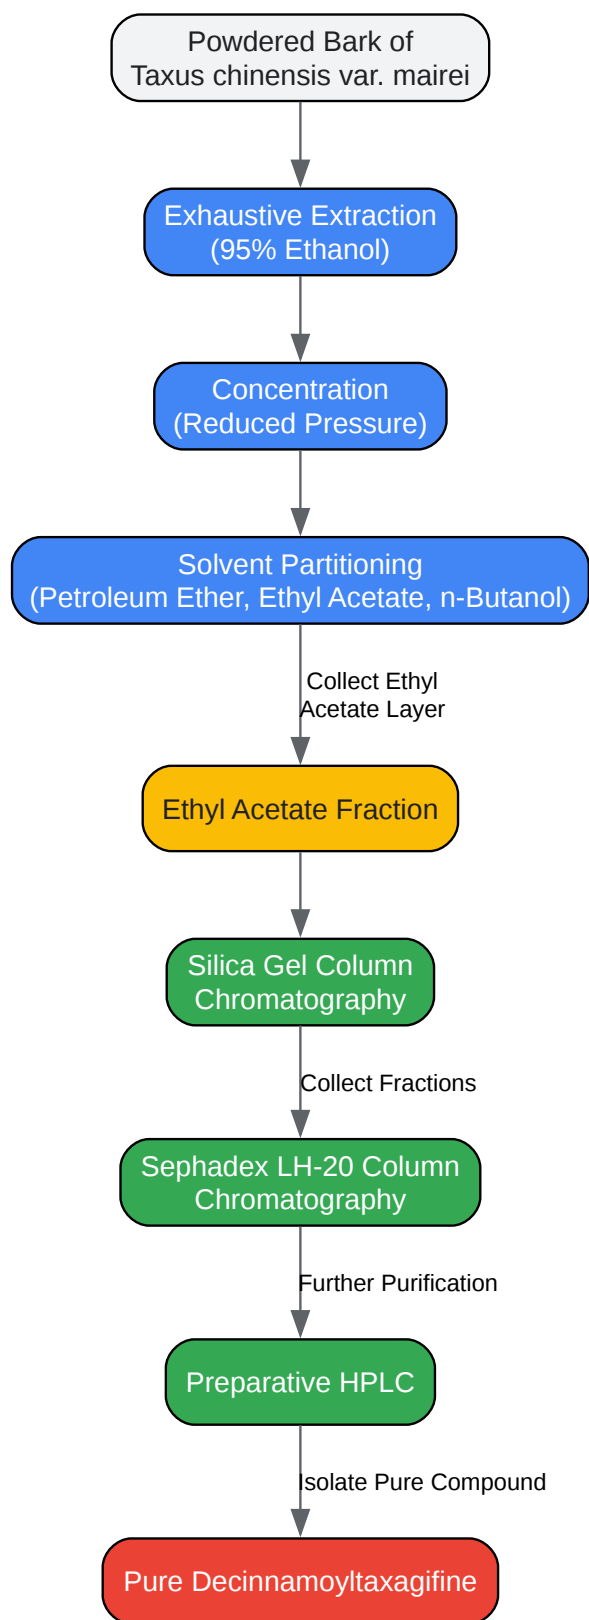 Powdered Bark of
Taxus chinensis var. mairei
Exhaustive Extraction
(95% Ethanol)
Concentration
(Reduced Pressure)
Solvent Partitioning
(Petroleum Ether, Ethyl Acetate, n-Butanol)
Collect Ethyl
Acetate Layer
Ethyl Acetate Fraction
Silica Gel Column
Chromatography
Collect Fractions
Sephadex LH-20 Column
Chromatography
Further Purification
Preparative HPLC
Isolate Pure Compound
Pure Decinnamoyltaxagifine